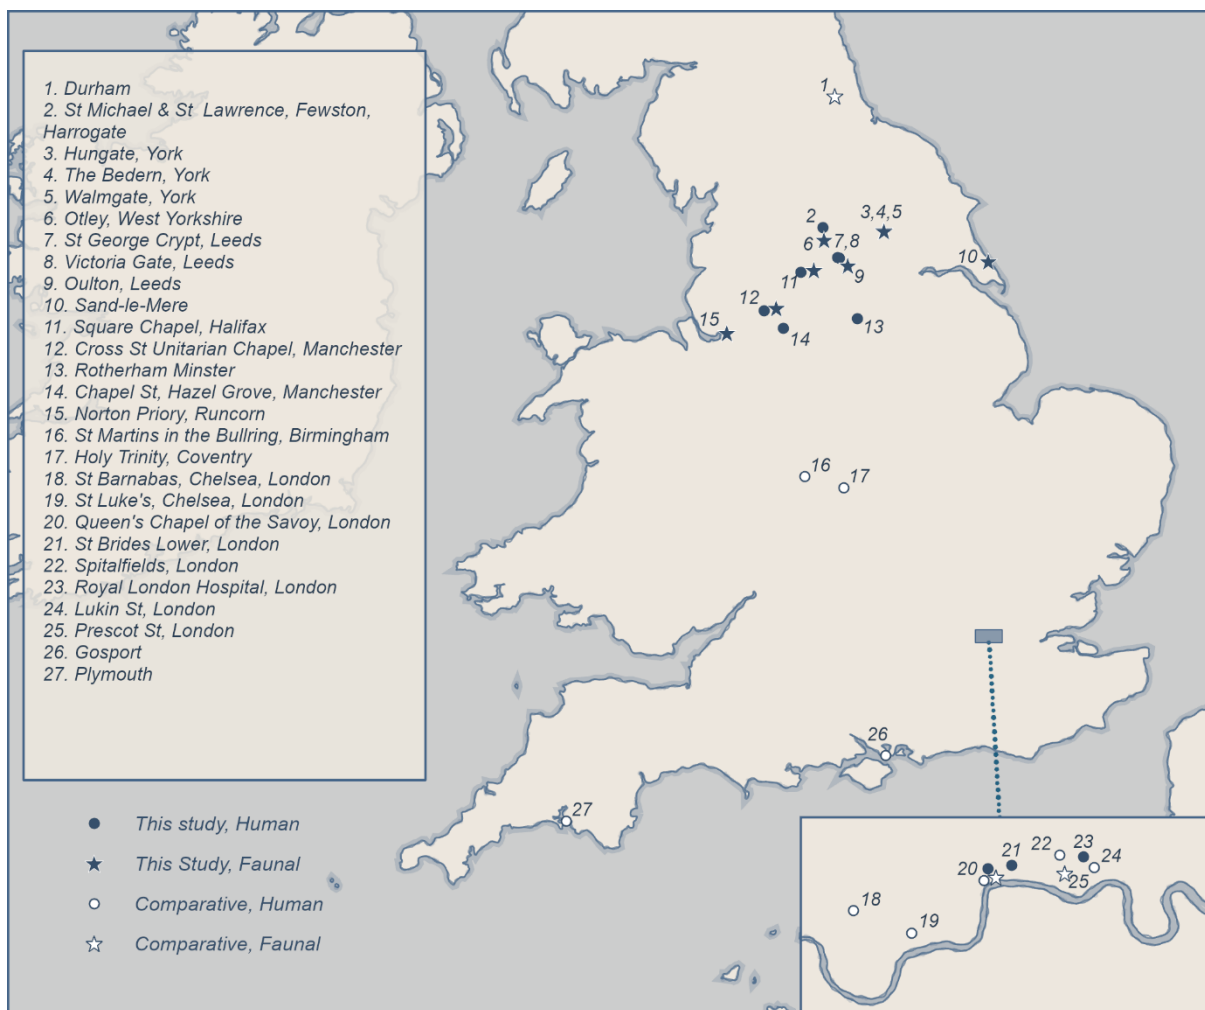 1. Durham
2. St Michael & St. Lawrence, Fewston,
Harrogate
3. Hungate, York
4. The Bedern, York
5. Walmgate, York
6. Otley, West Yorkshire
7. St George Crypt, Leeds
8. Victoria Gate, Leeds
9. Oulton, Leeds
10. Sand-le-Mere
11. Square Chapel, Halifax
12. Cross St Unitarian Chapel, Manchester
13. Rotherham Minster
14. Chapel St, Hazel Grove, Manchester
15. Norton Priory, Runcorn
16. St Martins in the Bullring, Birmingham
17. Holy Trinity, Coventry
18. St Barnabas, Chelsea, London
19. St Luke's, Chelsea, London
20. Queen's Chapel of the Savoy, London
21. St Brides Lower, London
22. Spitalfields, London
23. Royal London Hospital, London
24. Lukin St, London
25. Prescot St, London
26. Gosport
27. Plymouth
This study, Human
This Study, Faunal
Comparative, Human
Comparative, Faunal
1
2
3,4,5
6
7,8
9
10
11
12
13
14
15
16
17
26
27
18
19
20
21
22
23
24
25